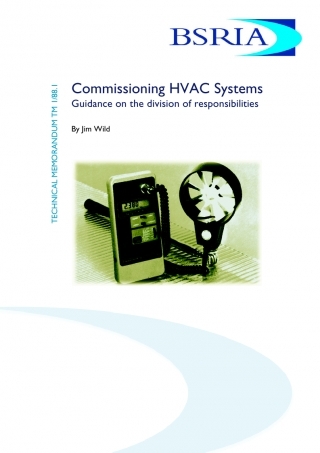 BSRIA
Commissioning HVAC Systems
Guidance on the division of responsibilities
By Jim Wild
TECHNICAL MEMORANDUM TM 1/88.1